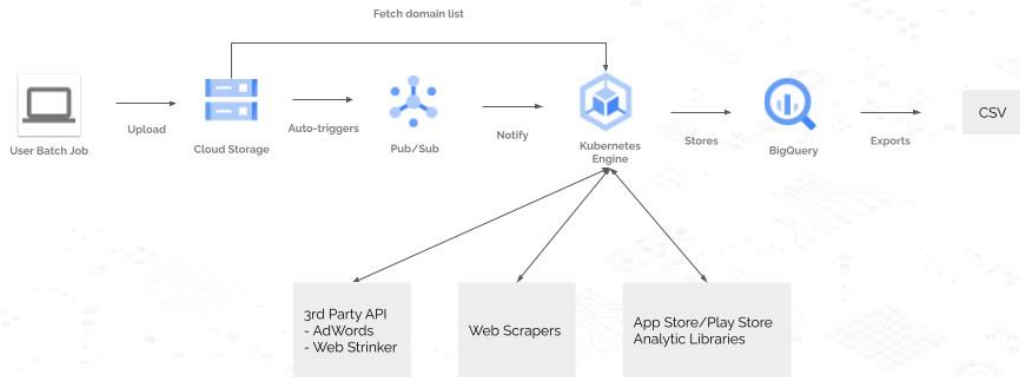 Fetch domain list
User Batch Job
Upload
Cloud Storage
Auto-triggers
Pub/Sub
Notify
Kubernetes
Engine
Stores
BigQuery
Exports
CSV
3rd Party API
- AdWords
- Web Strinker
Web Scrapers
App Store/Play Store
Analytic Libraries